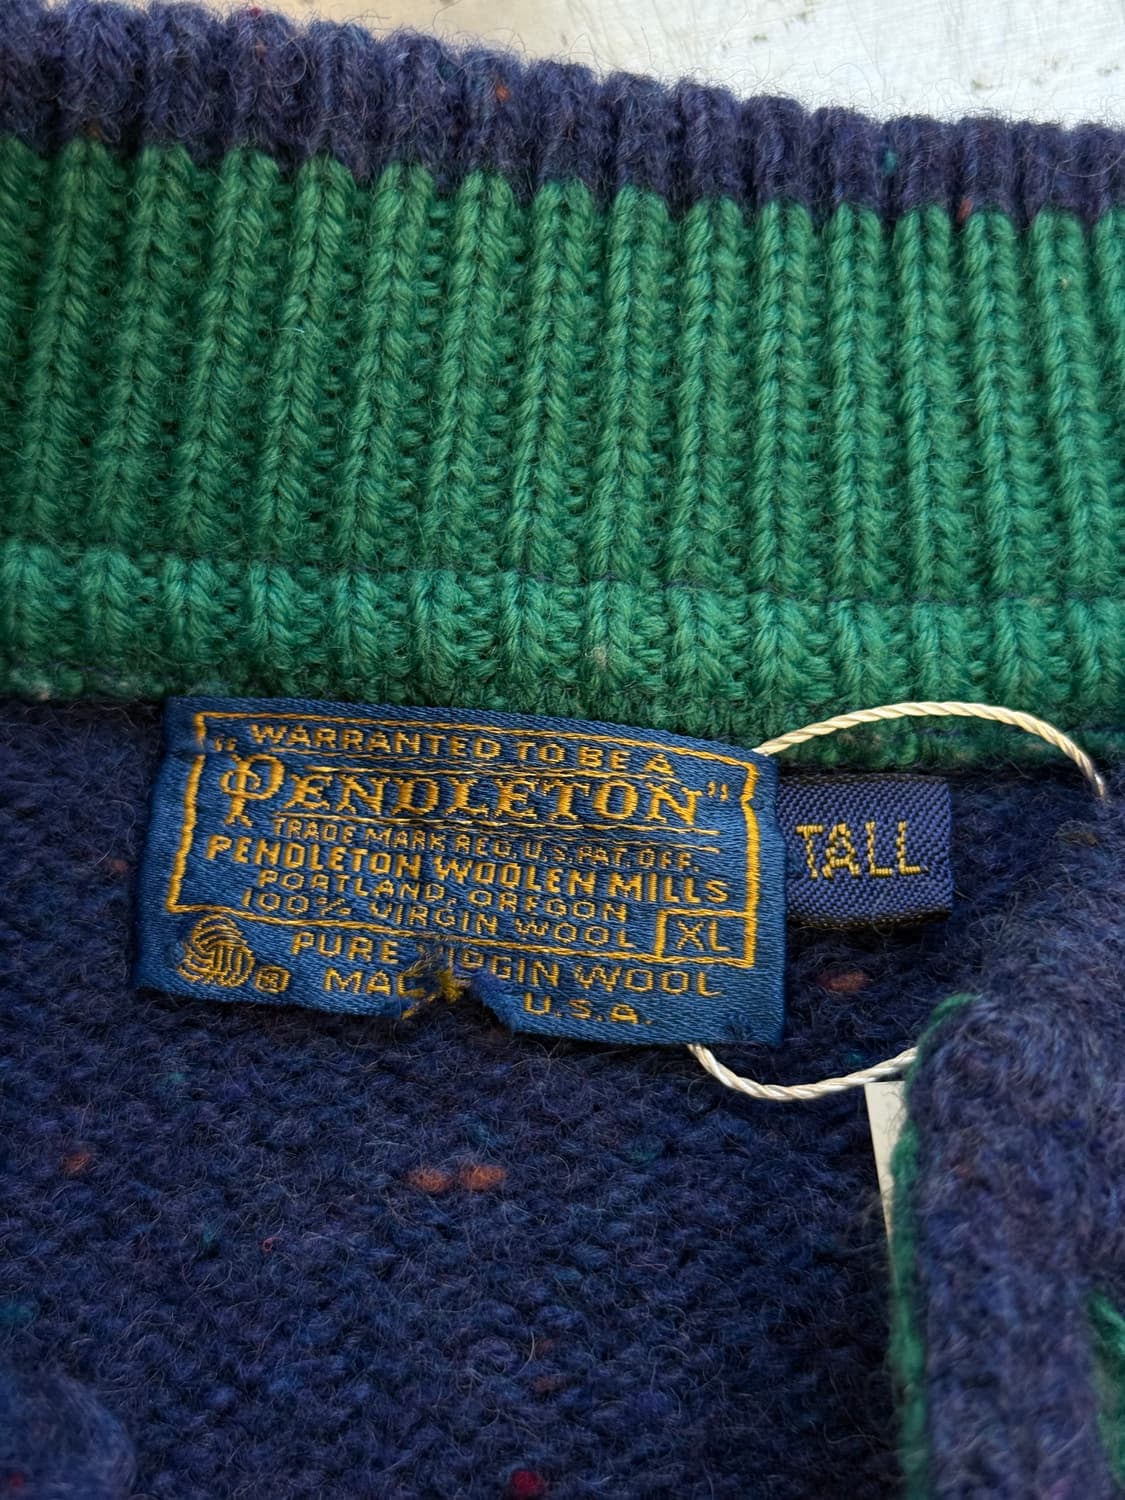 "WARRANTED TO BE A
PENDLETON"
TRADE MARK REG. U.S. PAT. OFF.
PENDLETON WOOLEN MILLS
PORTLAND, OREGON
100% VIRGIN WOOL XL
PURE VIRGIN WOOL
® MADE U.S.A.
TALL